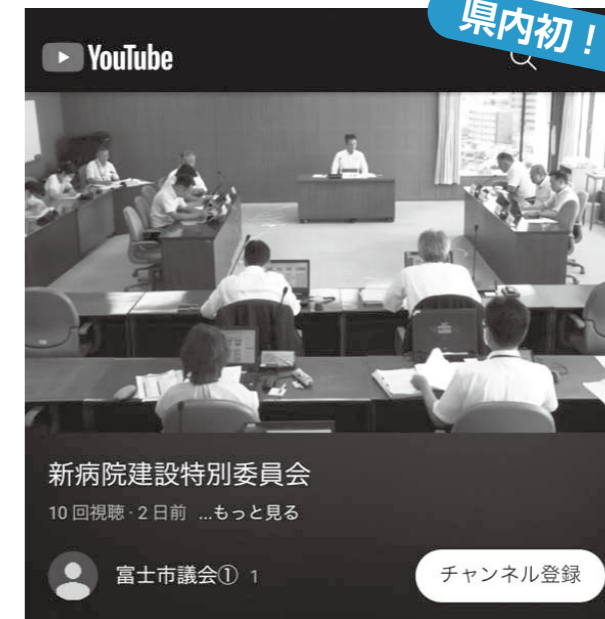 県内初！
YouTube
新病院建設特別委員会
10 回視聴・2 日前 ...もっと見る
富士市議会① 1
チャンネル登録